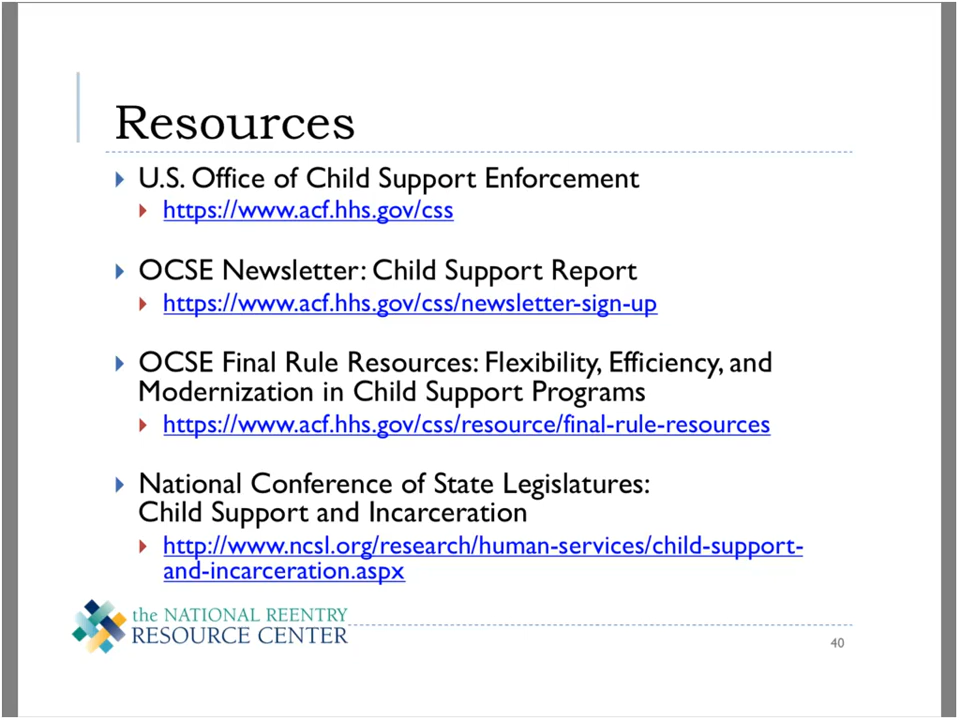 Resources
U.S. Office of Child Support Enforcement
https://www.acf.hhs.gov/css
OCSE Newsletter: Child Support Report
https://www.acf.hhs.gov/css/newsletter-sign-up
OCSE Final Rule Resources: Flexibility, Efficiency, and
Modernization in Child Support Programs
https://www.acf.hhs.gov/css/resource/final-rule-resources
National Conference of State Legislatures:
Child Support and Incarceration
http://www.ncsl.org/research/human-services/child-support-
and-incarceration.aspx
the NATIONAL REENTRY
RESOURCE CENTER
40